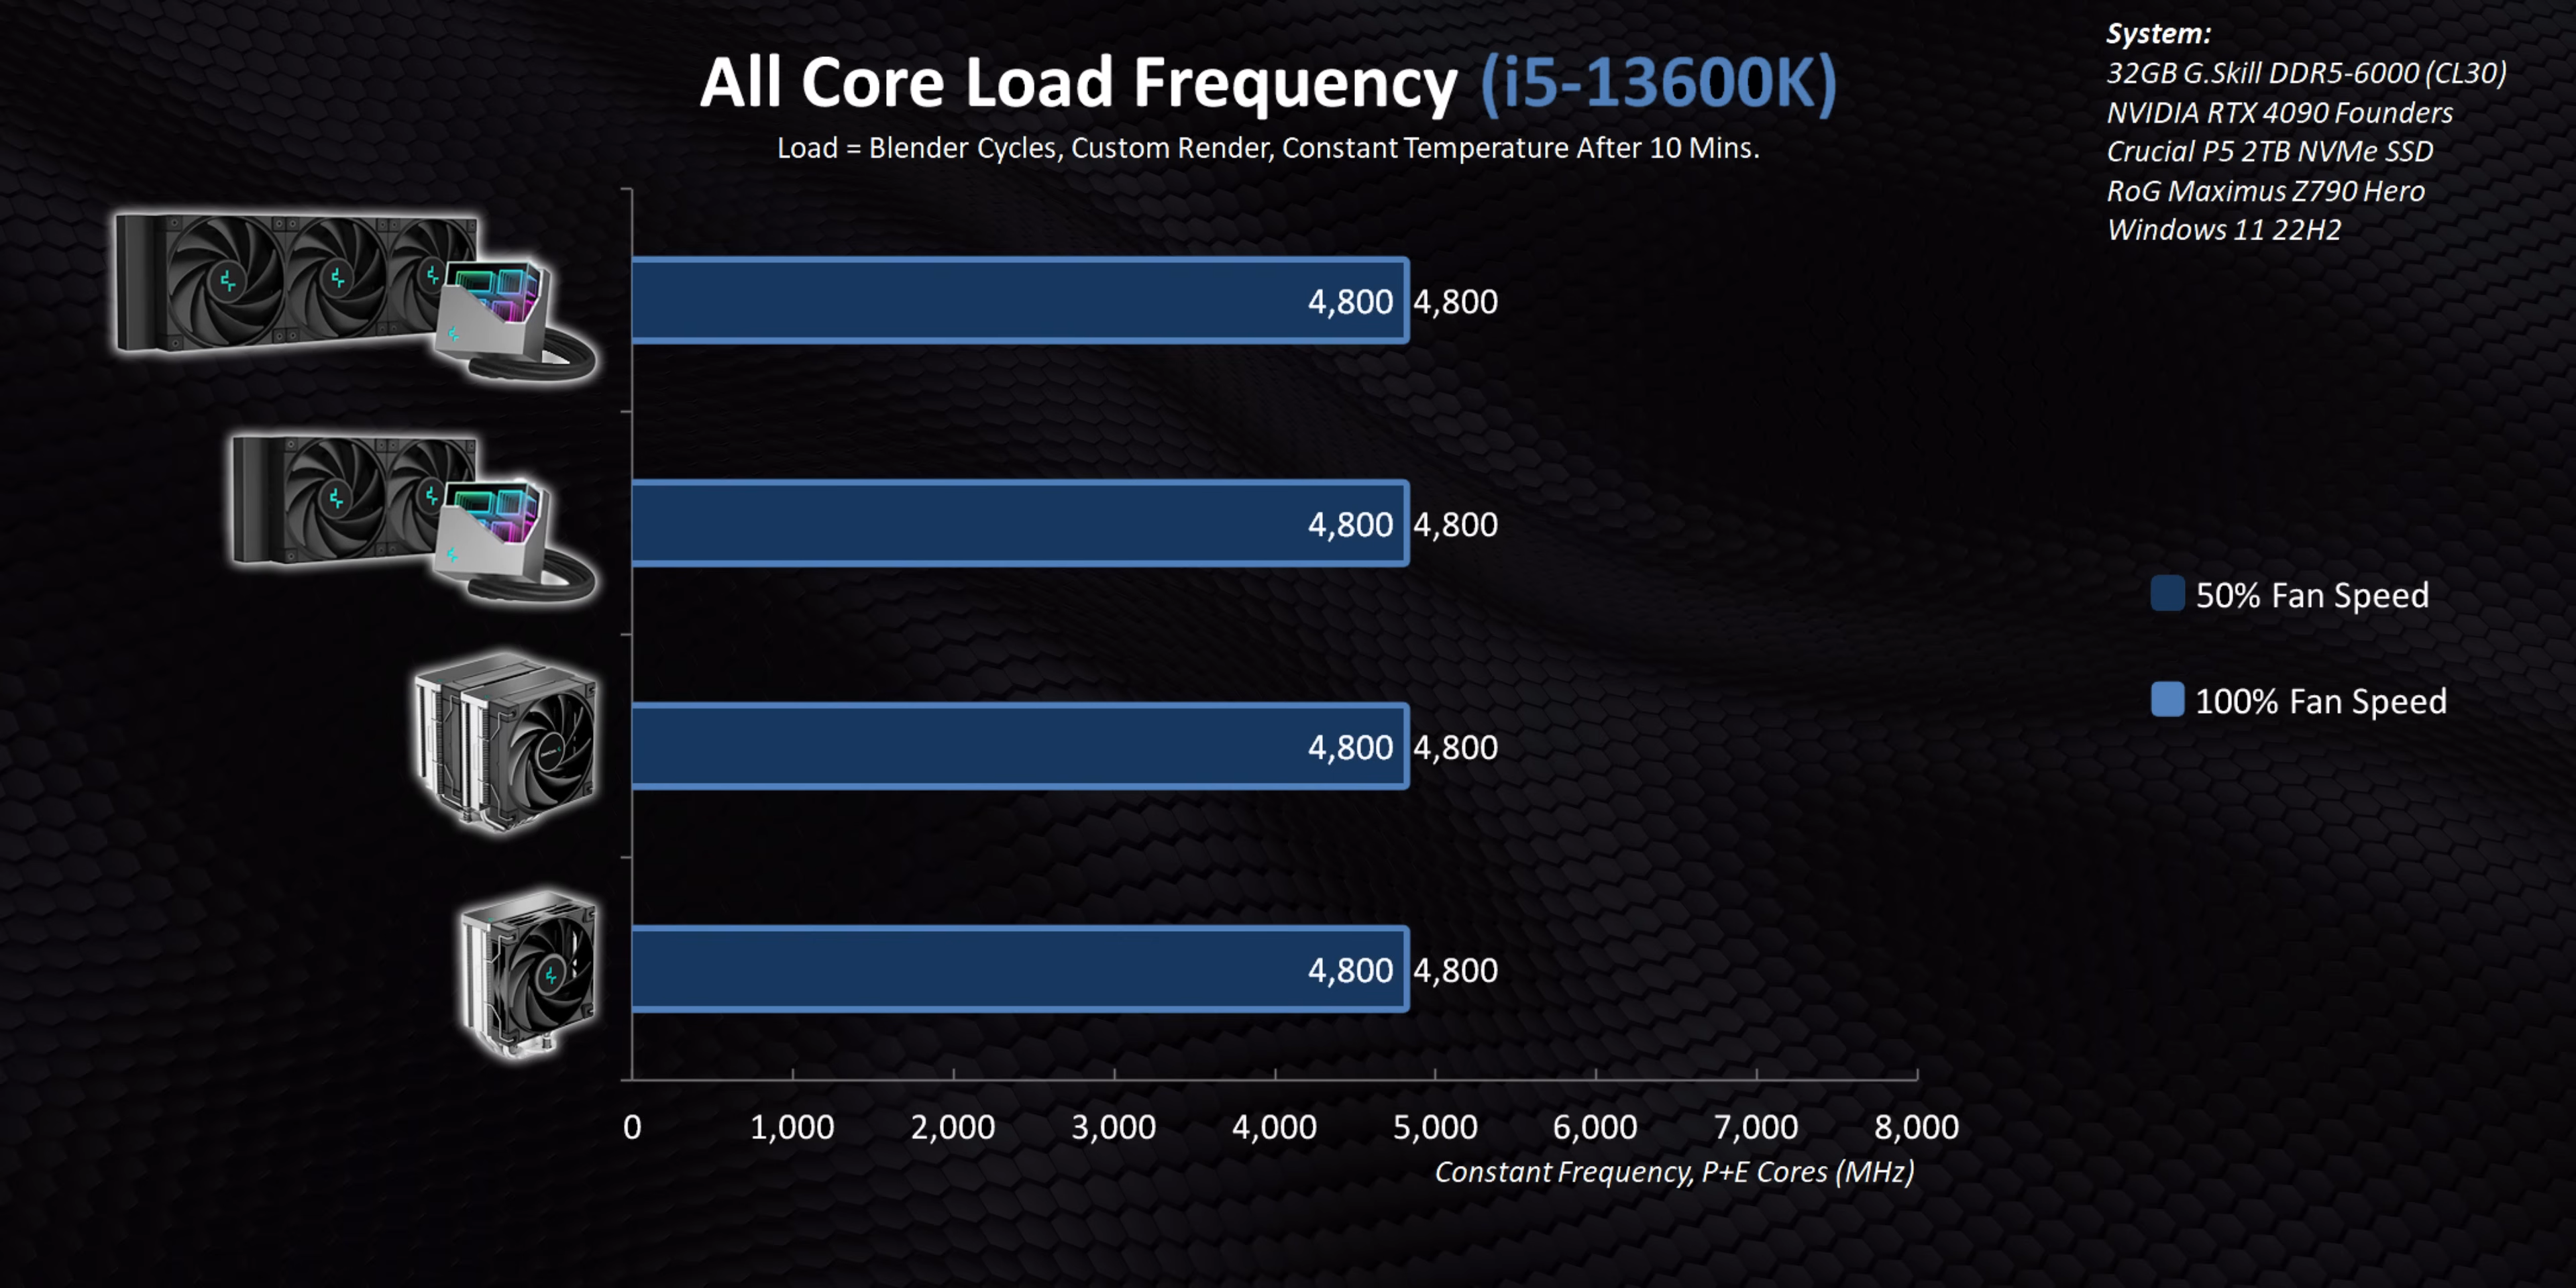 All Core Load Frequency (i5-13600K)
Load = Blender Cycles, Custom Render, Constant Temperature After 10 Mins.
System:
32GB G.Skill DDR5-6000 (CL30)
NVIDIA RTX 4090 Founders
Crucial P5 2TB NVMe SSD
RoG Maximus Z790 Hero
Windows 11 22H2
4,800 4,800
4,800 4,800
4,800 4,800
4,800 4,800
50% Fan Speed
100% Fan Speed
0 1,000 2,000 3,000 4,000 5,000 6,000 7,000 8,000
Constant Frequency, P+E Cores (MHz)